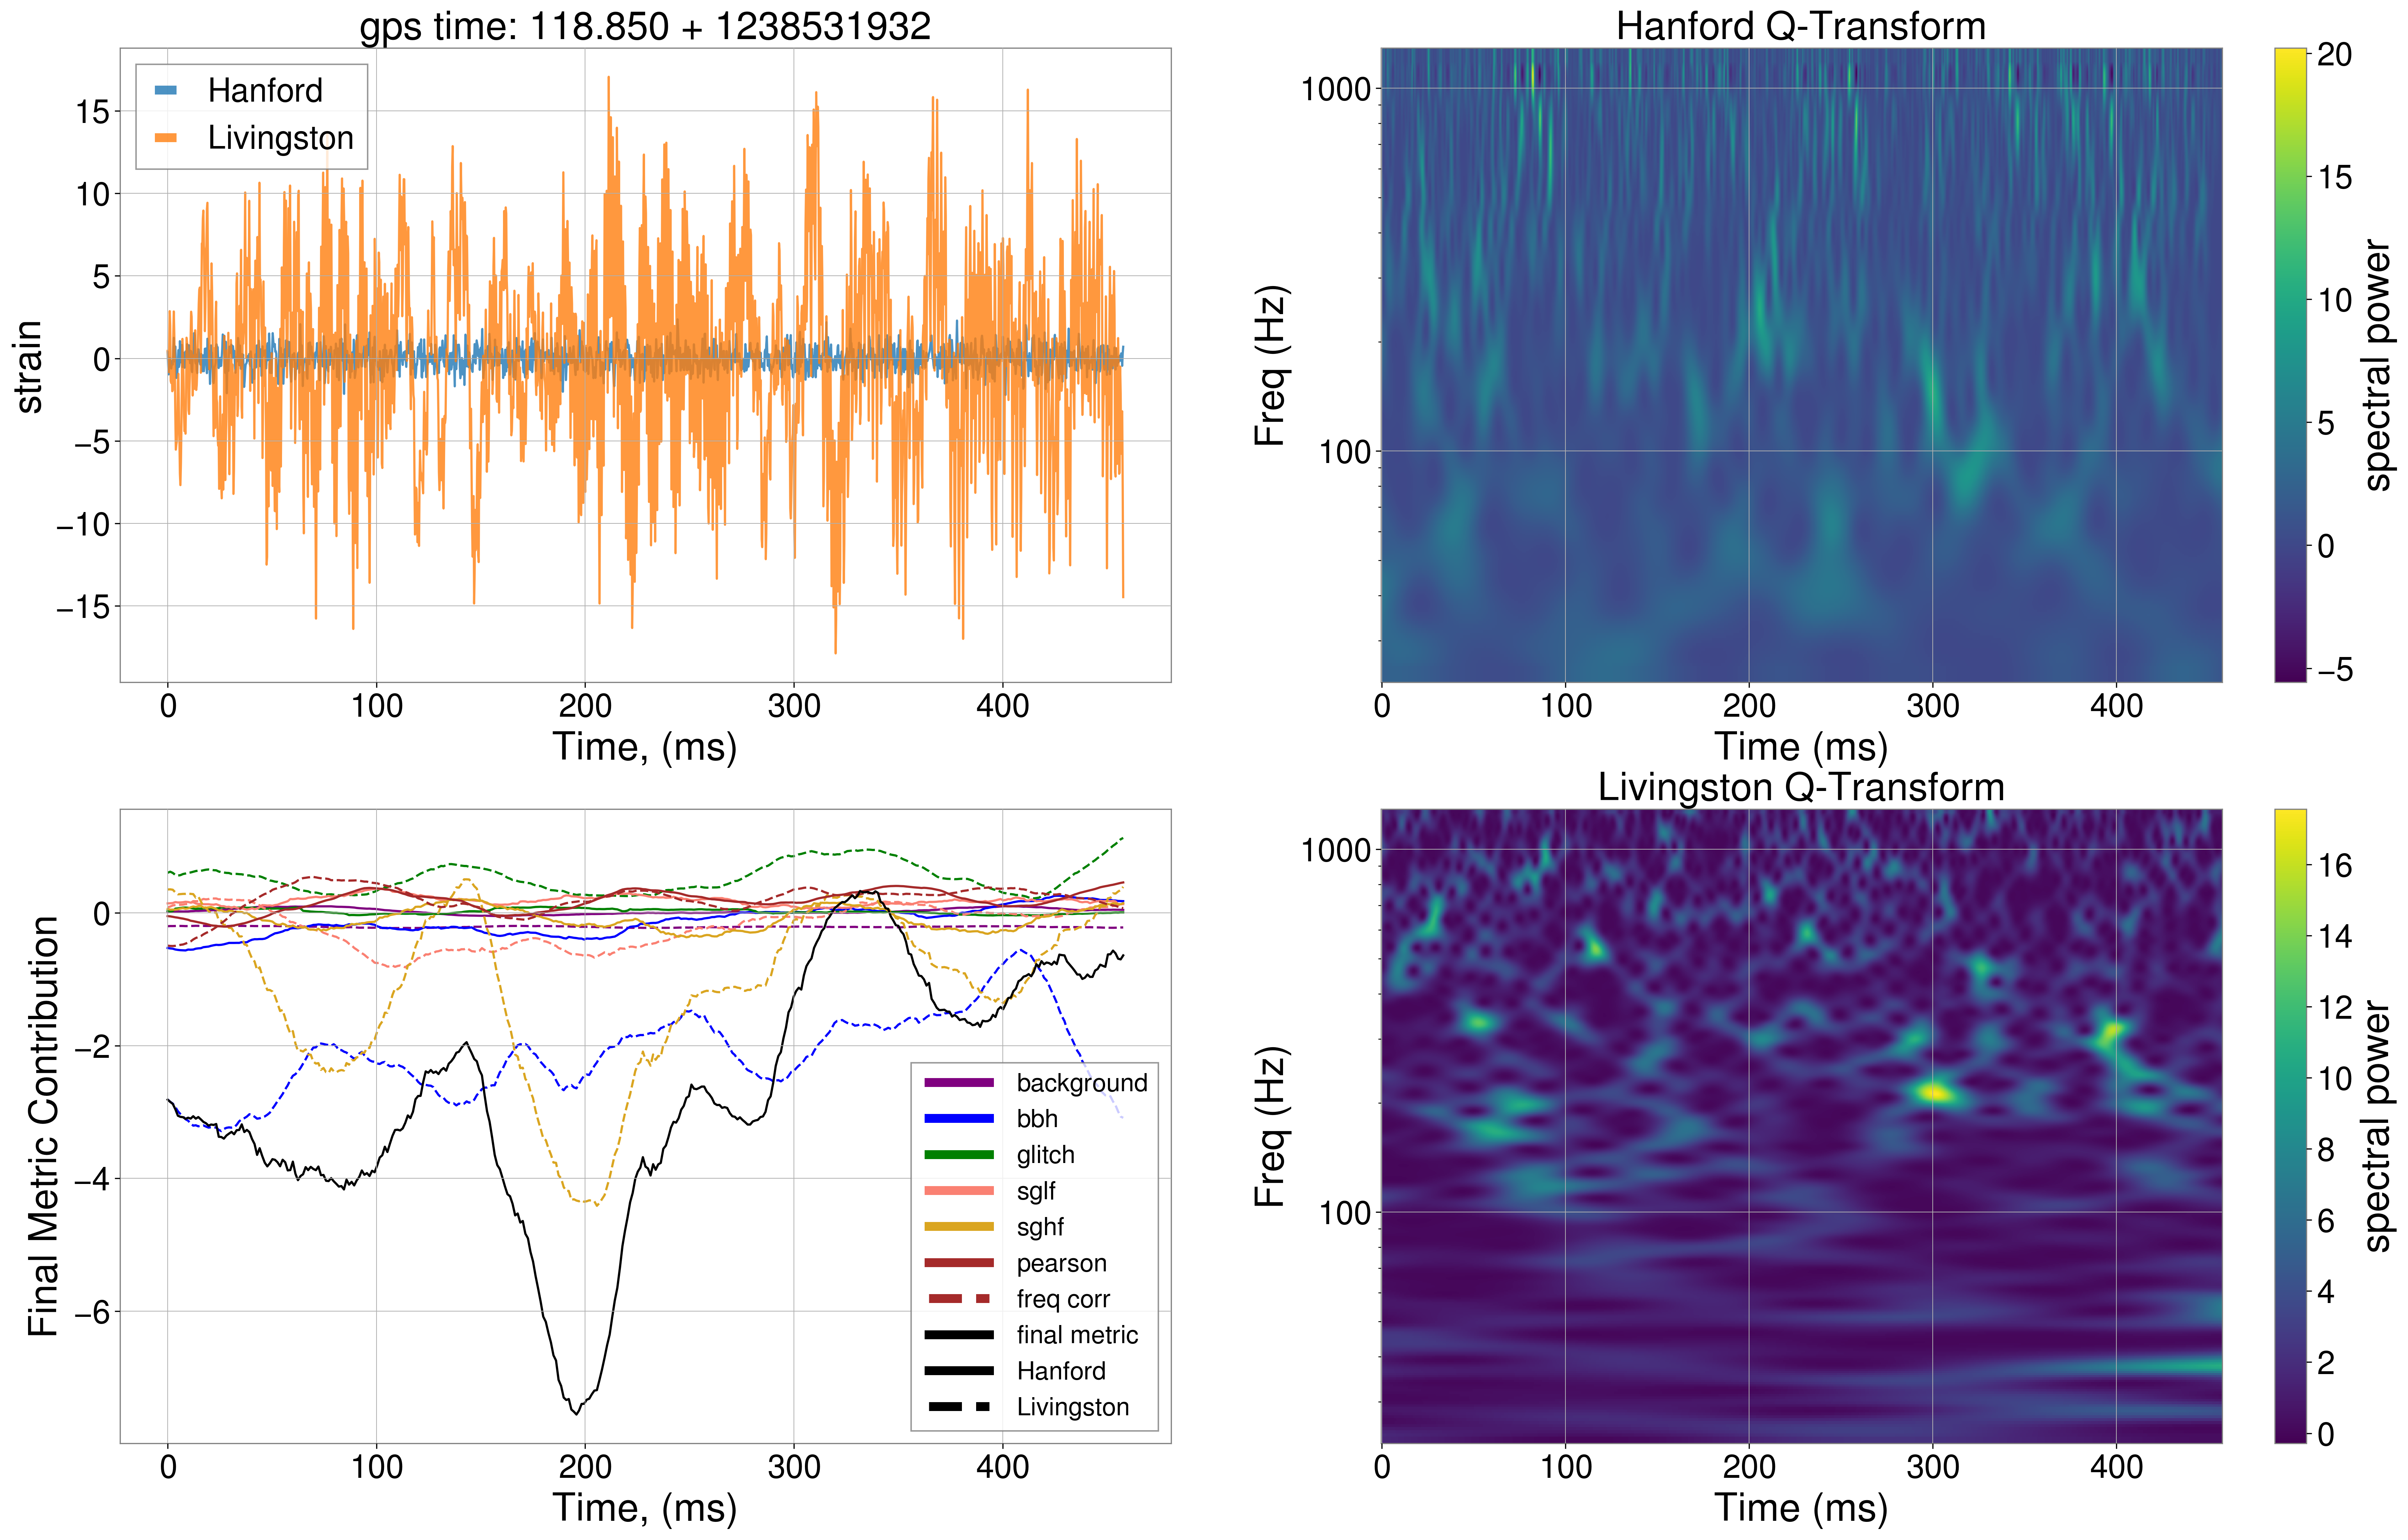 gps time: 118.850 + 1238531932
Hanford
Livingston
strain
15
10
5
0
−5
−10
−15
0 100 200 300 400
Time, (ms)
Hanford Q-Transform
Freq (Hz)
1000
100
0 100 200 300 400
Time (ms)
20
15
10
5
0
−5
spectral power
Final Metric Contribution
0
−2
−4
−6
background
bbh
glitch
sglf
sghf
pearson
freq corr
final metric
Hanford
Livingston
0 100 200 300 400
Time, (ms)
Livingston Q-Transform
Freq (Hz)
1000
100
0 100 200 300 400
Time (ms)
16
14
12
10
8
6
4
2
0
spectral power